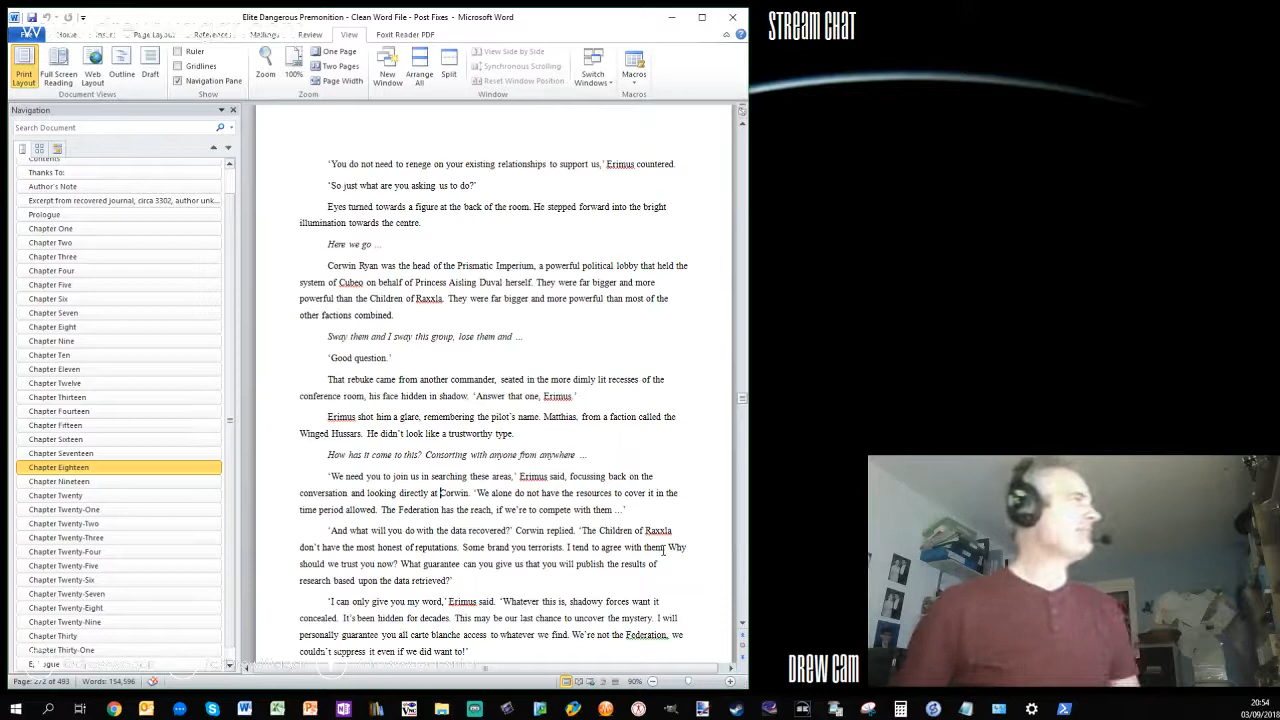 Elite Dangerous Premonition - Clean Word File - Post Fixes - Microsoft Word
STREAM CHAT
Review
View
Foxit Reader PDF
Print Layout
Full Screen Reading
Web Layout
Outline
Draft
Document Views
Ruler
Gridlines
Navigation Pane
Show
Zoom
100%
One Page
Two Pages
Page Width
Zoom
New Window
Arrange All
Split
View Side by Side
Synchronous Scrolling
Reset Window Position
Window
Switch Windows
Macros
Macros
Navigation
Search Document
Contents
Thanks To:
Author's Note
Excerpt from recovered journal, circa 3302, author unk...
Prologue
Chapter One
Chapter Two
Chapter Three
Chapter Four
Chapter Five
Chapter Six
Chapter Seven
Chapter Eight
Chapter Nine
Chapter Ten
Chapter Eleven
Chapter Twelve
Chapter Thirteen
Chapter Fourteen
Chapter Fifteen
Chapter Sixteen
Chapter Seventeen
Chapter Eighteen
Chapter Nineteen
Chapter Twenty
Chapter Twenty-One
Chapter Twenty-Two
Chapter Twenty-Three
Chapter Twenty-Four
Chapter Twenty-Five
Chapter Twenty-Six
Chapter Twenty-Seven
Chapter Twenty-Eight
Chapter Twenty-Nine
Chapter Thirty
Chapter Thirty-One
‘You do not need to renege on your existing relationships to support us,’ Erimus countered.
‘So just what are you asking us to do?’
Eyes turned towards a figure at the back of the room. He stepped forward into the bright
illumination towards the centre.
Here we go …
Corwin Ryan was the head of the Prismatic Imperium, a powerful political lobby that held the
system of Cubeo on behalf of Princess Aisling Duval herself. They were far bigger and more
powerful than the Children of Raxxla. They were far bigger and more powerful than most of the
other factions combined.
Sway them and I sway this group, lose them and …
‘Good question.’
That rebuke came from another commander, seated in the more dimly lit recesses of the
conference room, his face hidden in shadow. ‘Answer that one, Erimus.’
Erimus shot him a glare, remembering the pilot’s name. Matthias, from a faction called the
Winged Hussars. He didn’t look like a trustworthy type.
How has it come to this? Consorting with anyone from anywhere …
‘We need you to join us in searching these areas,’ Erimus said, focussing back on the
conversation and looking directly at Corwin. ‘We alone do not have the resources to cover it in the
time period allowed. The Federation has the reach, if we’re to compete with them …’
‘And what will you do with the data recovered?’ Corwin replied. ‘The Children of Raxxla
don’t have the most honest of reputations. Some brand you terrorists. I tend to agree with them. Why
should we trust you now? What guarantee can you give us that you will publish the results of
research based upon the data retrieved?’
‘I can only give you my word,’ Erimus said. ‘Whatever this is, shadowy forces want it
concealed. It’s been hidden for decades. This may be our last chance to uncover the mystery. I will
personally guarantee you all carte blanche access to whatever we find. We’re not the Federation, we
couldn’t suppress it even if we did want to!’
DREW CAM
Page: 272 of 493
Words: 154,596
90%
20:54
03/09/2018